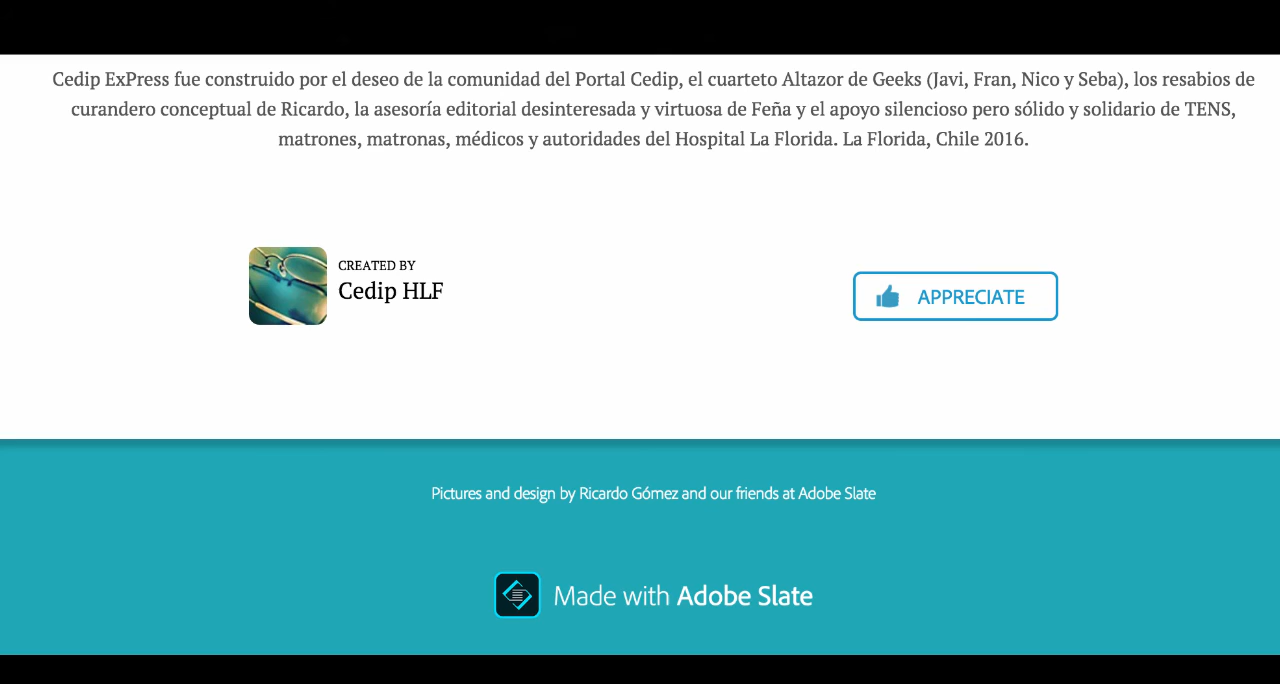 Cedip ExPress fue construido por el deseo de la comunidad del Portal Cedip, el cuarteto Altazor de Geeks (Javi, Fran, Nico y Seba), los resabios de
curandero conceptual de Ricardo, la asesoría editorial desinteresada y virtuosa de Feña y el apoyo silencioso pero sólido y solidario de TENS,
matrones, matronas, médicos y autoridades del Hospital La Florida. La Florida, Chile 2016.
CREATED BY
Cedip HLF
APPRECIATE
Pictures and design by Ricardo Gómez and our friends at Adobe Slate
Made with Adobe Slate